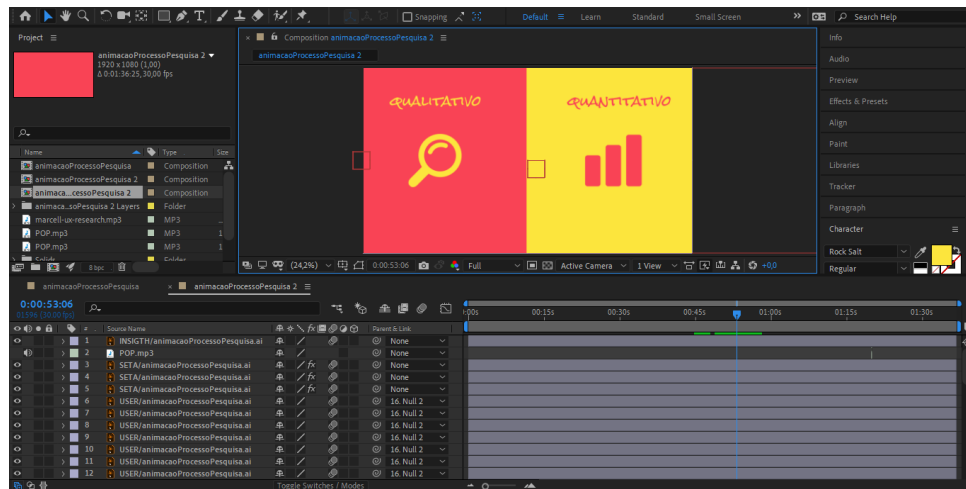 Snapping
Default
Learn
Standard
Small Screen
Search Help
Project
animacaoProcessoPesquisa 2
1920 x 1080 (1,00)
Δ 0:01:36:25, 30,00 fps
Name
Type
Size
animacaoProcessoPesquisa
Composition
animacaoProcessoPesquisa 2
Composition
animaca...cessoPesquisa 2
Composition
animaca...soPesquisa 2 Layers
Folder
marcell-ux-research.mp3
MP3
POP.mp3
MP3
1
POP.mp3
MP3
1
Solids
Folder
8 bpc
Composition animacaoProcessoPesquisa 2
animacaoProcessoPesquisa 2
QUALITATIVO
QUANTITATIVO
(24,2%)
0:00:53:06
Full
Active Camera
1 View
+0,0
Info
Audio
Preview
Effects & Presets
Align
Paint
Libraries
Tracker
Paragraph
Character
Rock Salt
Regular
animacaoProcessoPesquisa
animacaoProcessoPesquisa 2
0:00:53:06
01596 (30.00 fps)
# Source Name
Parent & Link
:00s
00:15s
00:30s
00:45s
01:00s
01:15s
01:30s
1 INSIGTH/animacaoProcessoPesquisa.ai None
2 POP.mp3 None
3 SETA/animacaoProcessoPesquisa.ai fx None
4 SETA/animacaoProcessoPesquisa.ai fx None
5 SETA/animacaoProcessoPesquisa.ai fx None
6 USER/animacaoProcessoPesquisa.ai 16. Null 2
7 USER/animacaoProcessoPesquisa.ai 16. Null 2
8 USER/animacaoProcessoPesquisa.ai 16. Null 2
9 USER/animacaoProcessoPesquisa.ai 16. Null 2
10 USER/animacaoProcessoPesquisa.ai 16. Null 2
11 USER/animacaoProcessoPesquisa.ai 16. Null 2
12 USER/animacaoProcessoPesquisa.ai 16. Null 2
Toggle Switches / Modes